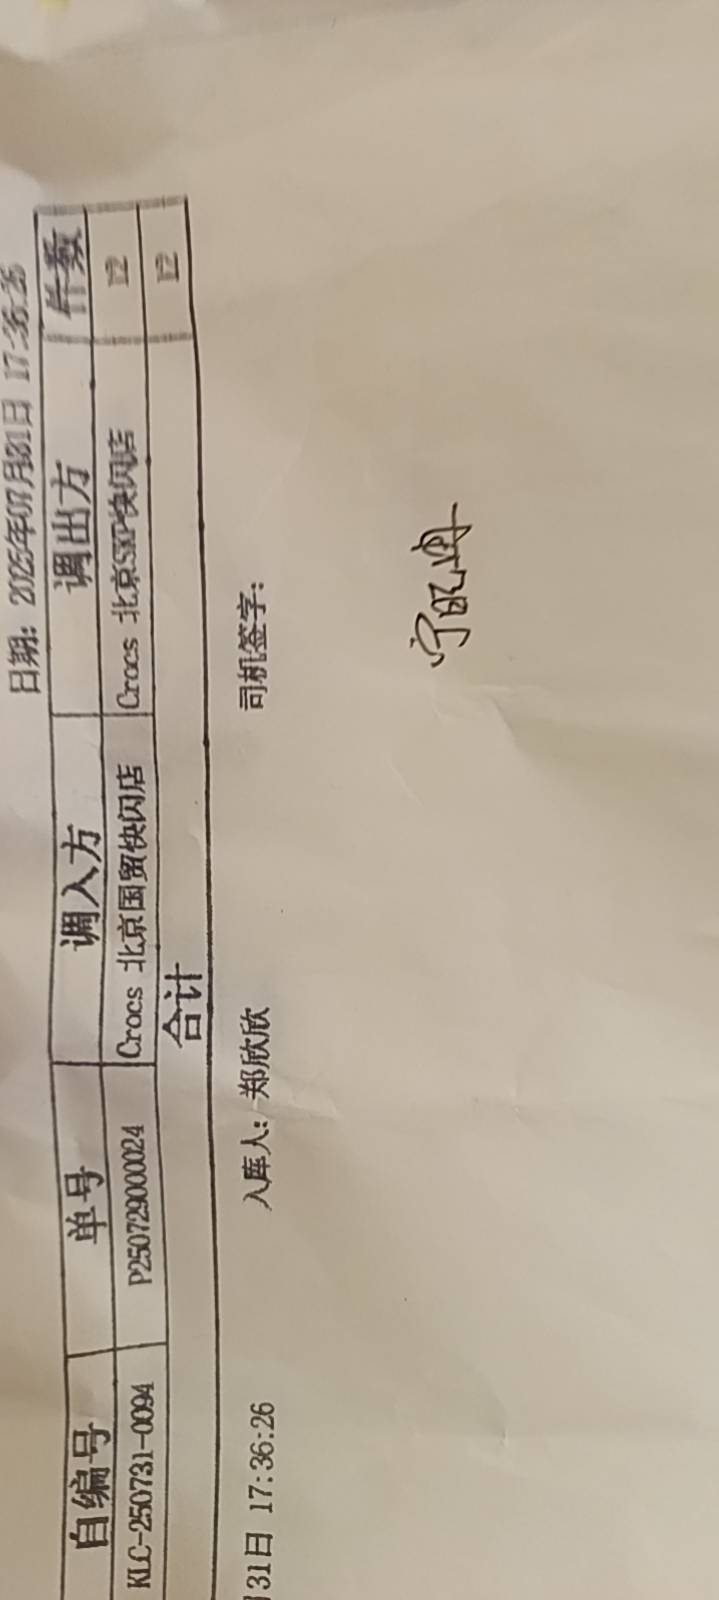 日期: 2025年07月31日 17:36:26
自编号 单号 调入方 调出方 件数
KLC-250731-0094 P250729000024 Crocs 北京国贸快闪店 Crocs 北京SKP快闪店 12
合计 12
月31日 17:36:26 入库人: 郑欣欣 司机签字: